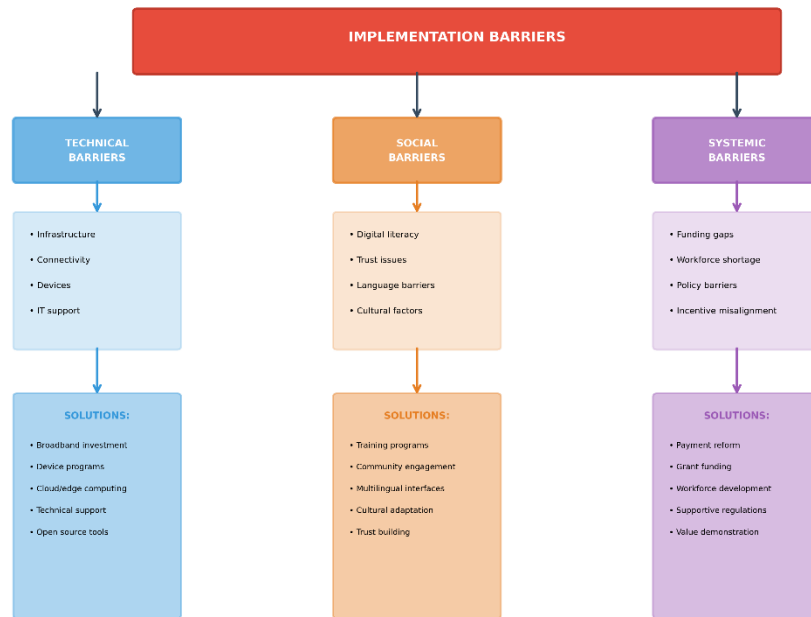 IMPLEMENTATION BARRIERS
TECHNICAL
BARRIERS
• Infrastructure
• Connectivity
• Devices
• IT support
SOLUTIONS:
• Broadband investment
• Device programs
• Cloud/edge computing
• Technical support
• Open source tools
SOCIAL
BARRIERS
• Digital literacy
• Trust issues
• Language barriers
• Cultural factors
SOLUTIONS:
• Training programs
• Community engagement
• Multilingual interfaces
• Cultural adaptation
• Trust building
SYSTEMIC
BARRIERS
• Funding gaps
• Workforce shortage
• Policy barriers
• Incentive misalignment
SOLUTIONS:
• Payment reform
• Grant funding
• Workforce development
• Supportive regulations
• Value demonstration